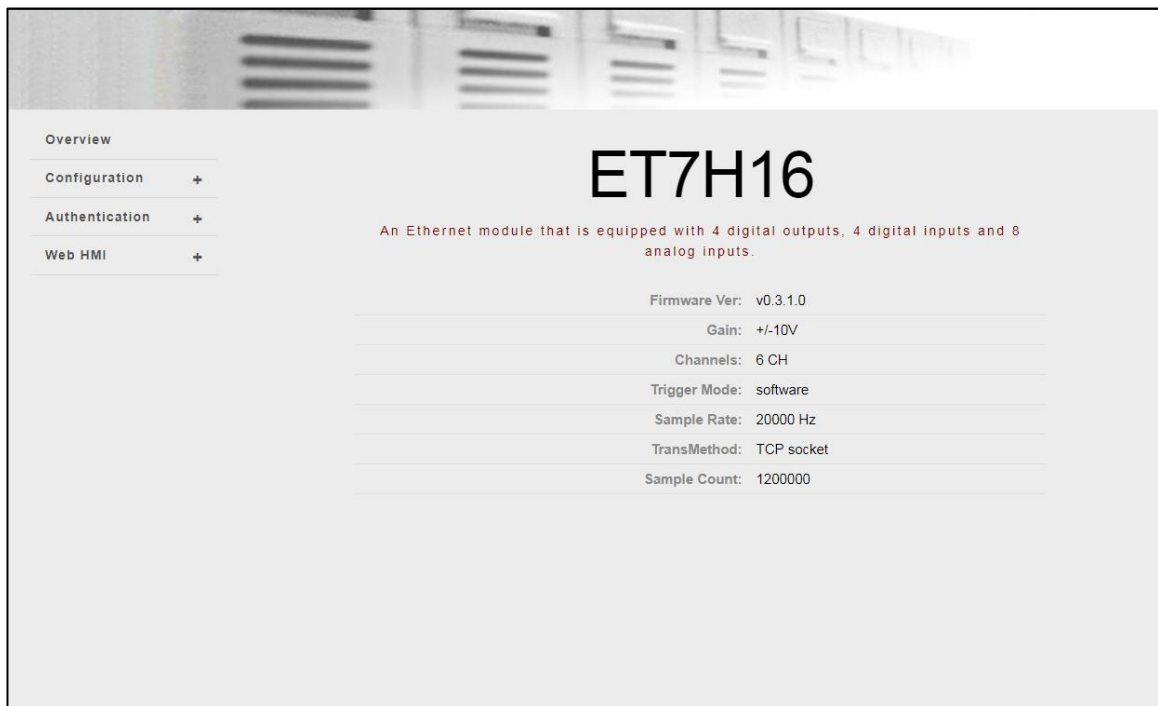 Overview
Configuration +
Authentication +
Web HMI +
ET7H16
An Ethernet module that is equipped with 4 digital outputs, 4 digital inputs and 8
analog inputs.
Firmware Ver: v0.3.1.0
Gain: +/-10V
Channels: 6 CH
Trigger Mode: software
Sample Rate: 20000 Hz
TransMethod: TCP socket
Sample Count: 1200000